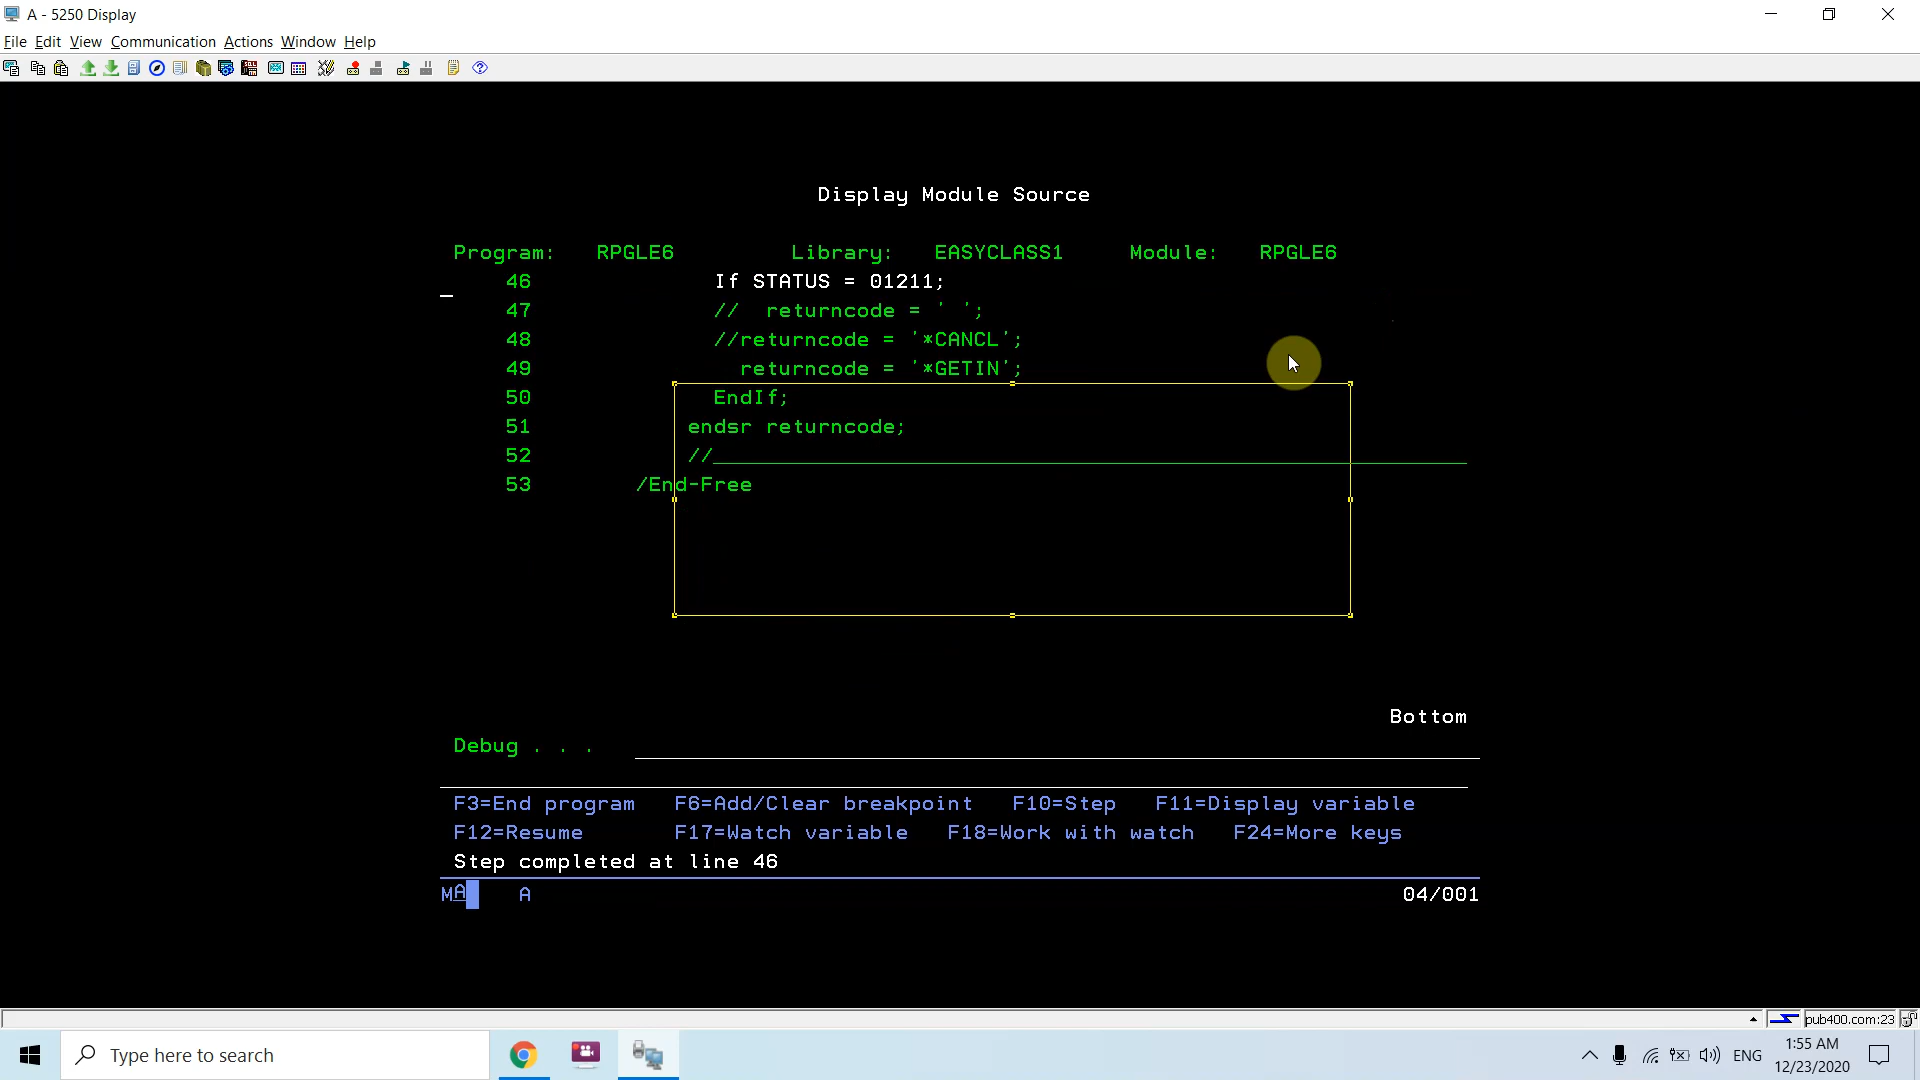 A - 5250 Display
File Edit View Communication Actions Window Help
Display Module Source
Program: RPGLE6 Library: EASYCLASS1 Module: RPGLE6
46 If STATUS = 01211;
47 // returncode = ' ';
48 //returncode = '*CANCL';
49 returncode = '*GETIN';
50 EndIf;
51 endsr returncode;
52 //
53 /End-Free
Bottom
Debug . . .
F3=End program F6=Add/Clear breakpoint F10=Step F11=Display variable
F12=Resume F17=Watch variable F18=Work with watch F24=More keys
Step completed at line 46
MA A 04/001
pub400.com:23
Type here to search
ENG
1:55 AM
12/23/2020